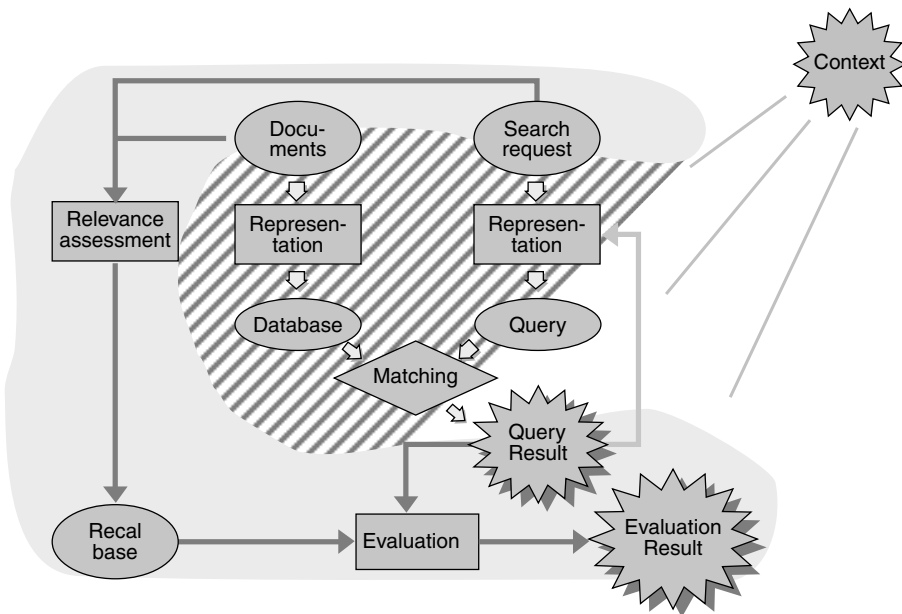 Context
Docu-
ments
Search
request
Relevance
assessment
Represen-
tation
Represen-
tation
Database
Query
Matching
Query
Result
Recal
base
Evaluation
Evaluation
Result